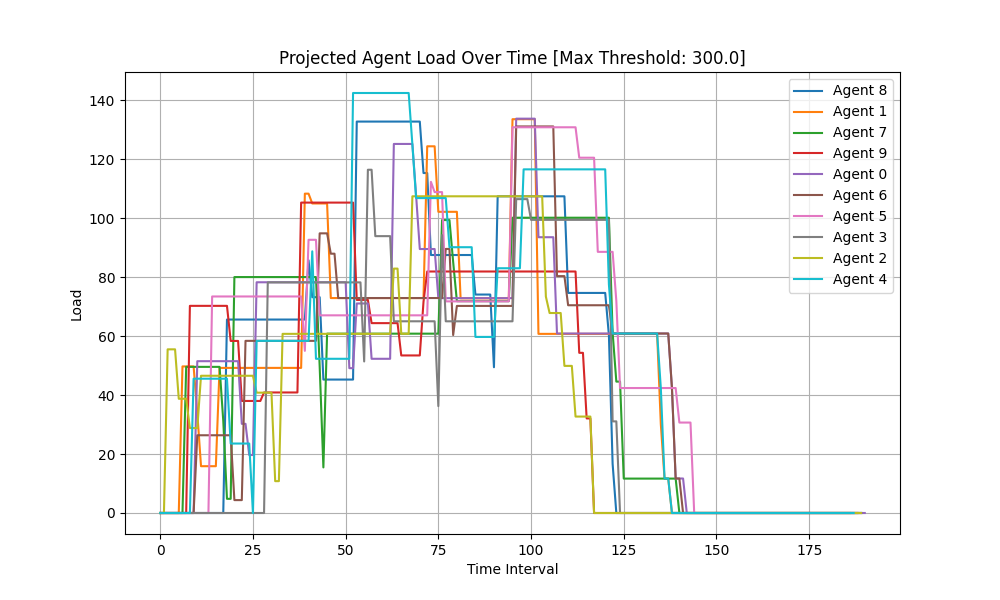 Projected Agent Load Over Time [Max Threshold: 300.0]
Load
140
120
100
80
60
40
20
0
0 25 50 75 100 125 150 175
Time Interval
Agent 8
Agent 1
Agent 7
Agent 9
Agent 0
Agent 6
Agent 5
Agent 3
Agent 2
Agent 4